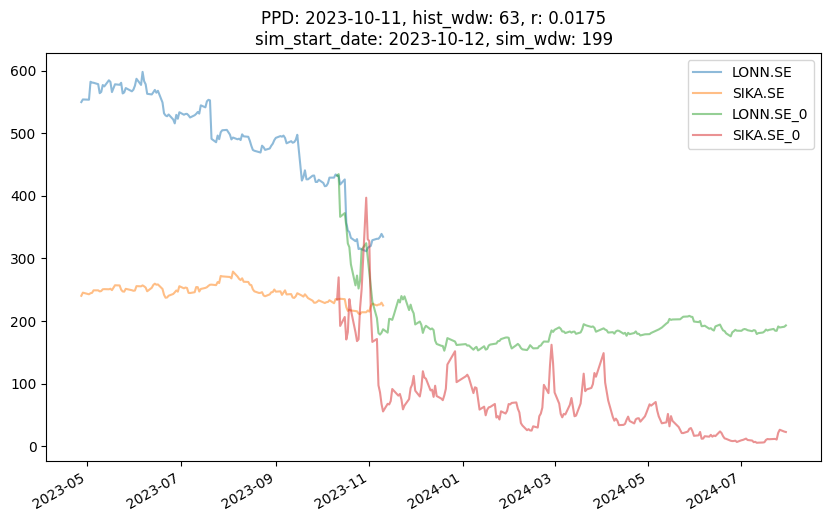 PPD: 2023-10-11, hist_wdw: 63, r: 0.0175
sim_start_date: 2023-10-12, sim_wdw: 199
LONN.SE
SIKA.SE
LONN.SE_0
SIKA.SE_0
600
500
400
300
200
100
0
2023-05
2023-07
2023-09
2023-11
2024-01
2024-03
2024-05
2024-07